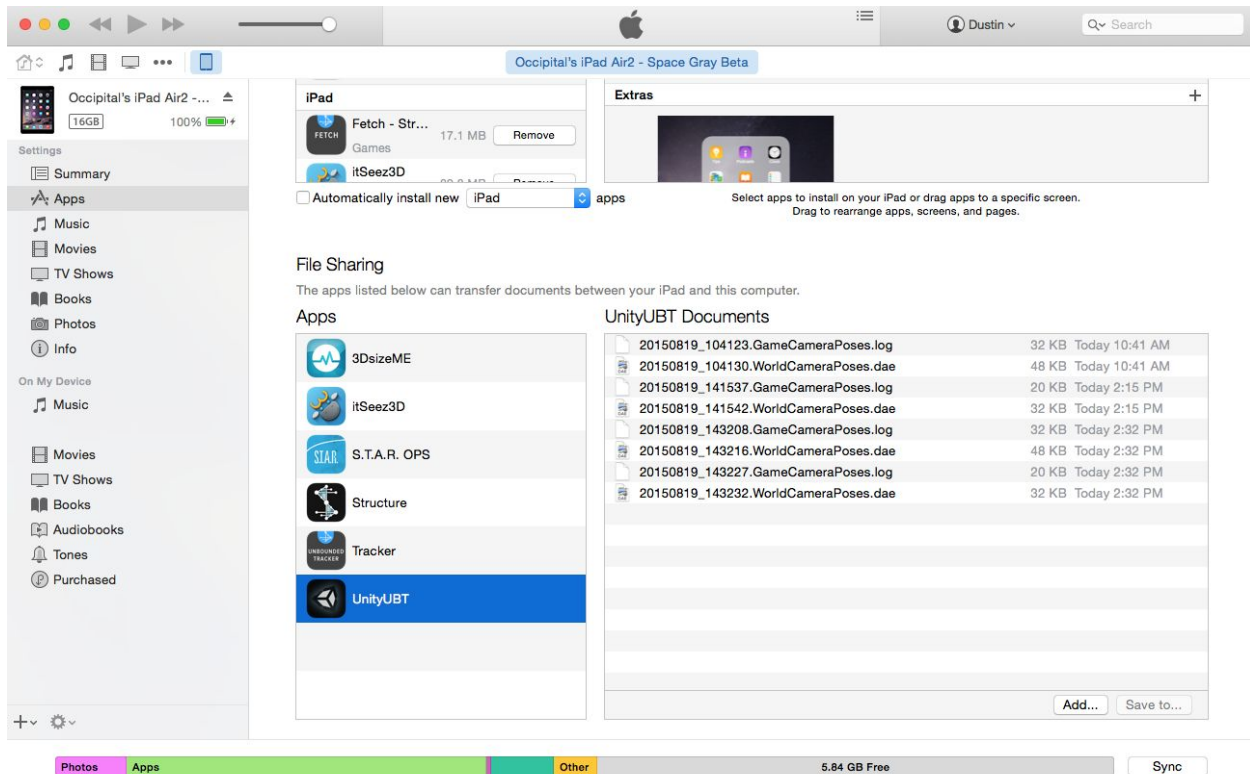 Dustin
Search
Occipital's iPad Air2 - Space Gray Beta
Occipital's iPad Air2 -...
16GB
100%
Settings
Summary
Apps
Music
Movies
TV Shows
Books
Photos
Info
On My Device
Music
Movies
TV Shows
Books
Audiobooks
Tones
Purchased
iPad
FETCH
Fetch - Str...
Games
17.1 MB
Remove
itSeez3D
Automatically install new iPad apps
Extras
Select apps to install on your iPad or drag apps to a specific screen.
Drag to rearrange apps, screens, and pages.
File Sharing
The apps listed below can transfer documents between your iPad and this computer.
Apps
3DsizeME
itSeez3D
STAR
S.T.A.R. OPS
Structure
UNBOUNDED
TRACKER
Tracker
UnityUBT
UnityUBT Documents
20150819_104123.GameCameraPoses.log 32 KB Today 10:41 AM
20150819_104130.WorldCameraPoses.dae 48 KB Today 10:41 AM
20150819_141537.GameCameraPoses.log 20 KB Today 2:15 PM
20150819_141542.WorldCameraPoses.dae 32 KB Today 2:15 PM
20150819_143208.GameCameraPoses.log 32 KB Today 2:32 PM
20150819_143216.WorldCameraPoses.dae 48 KB Today 2:32 PM
20150819_143227.GameCameraPoses.log 20 KB Today 2:32 PM
20150819_143232.WorldCameraPoses.dae 32 KB Today 2:32 PM
Add...
Save to...
Photos
Apps
Other
5.84 GB Free
Sync